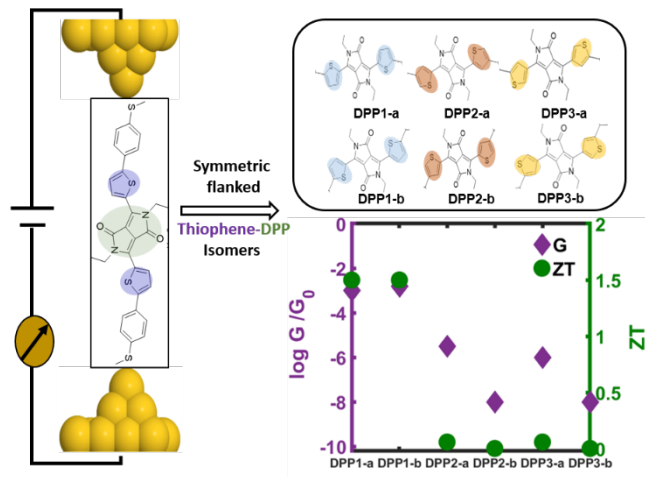 S
S
N
O
O
N
S
S
Symmetric
flanked
Thiophene-DPP
Isomers
DPP1-a
DPP2-a
DPP3-a
DPP1-b
DPP2-b
DPP3-b
G
ZT
log G /G0
0
-2
-4
-6
-8
-10
2
1.5
1
0.5
0
ZT
DPP1-a DPP1-b DPP2-a DPP2-b DPP3-a DPP3-b